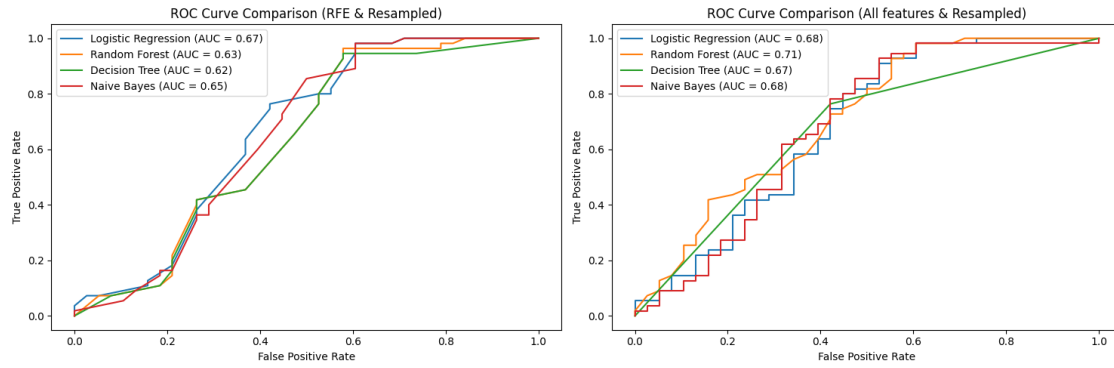 ROC Curve Comparison (RFE & Resampled)
Logistic Regression (AUC = 0.67)
Random Forest (AUC = 0.63)
Decision Tree (AUC = 0.62)
Naive Bayes (AUC = 0.65)
True Positive Rate
1.0
0.8
0.6
0.4
0.2
0.0
0.0 0.2 0.4 0.6 0.8 1.0
False Positive Rate
ROC Curve Comparison (All features & Resampled)
Logistic Regression (AUC = 0.68)
Random Forest (AUC = 0.71)
Decision Tree (AUC = 0.67)
Naive Bayes (AUC = 0.68)
True Positive Rate
1.0
0.8
0.6
0.4
0.2
0.0
0.0 0.2 0.4 0.6 0.8 1.0
False Positive Rate